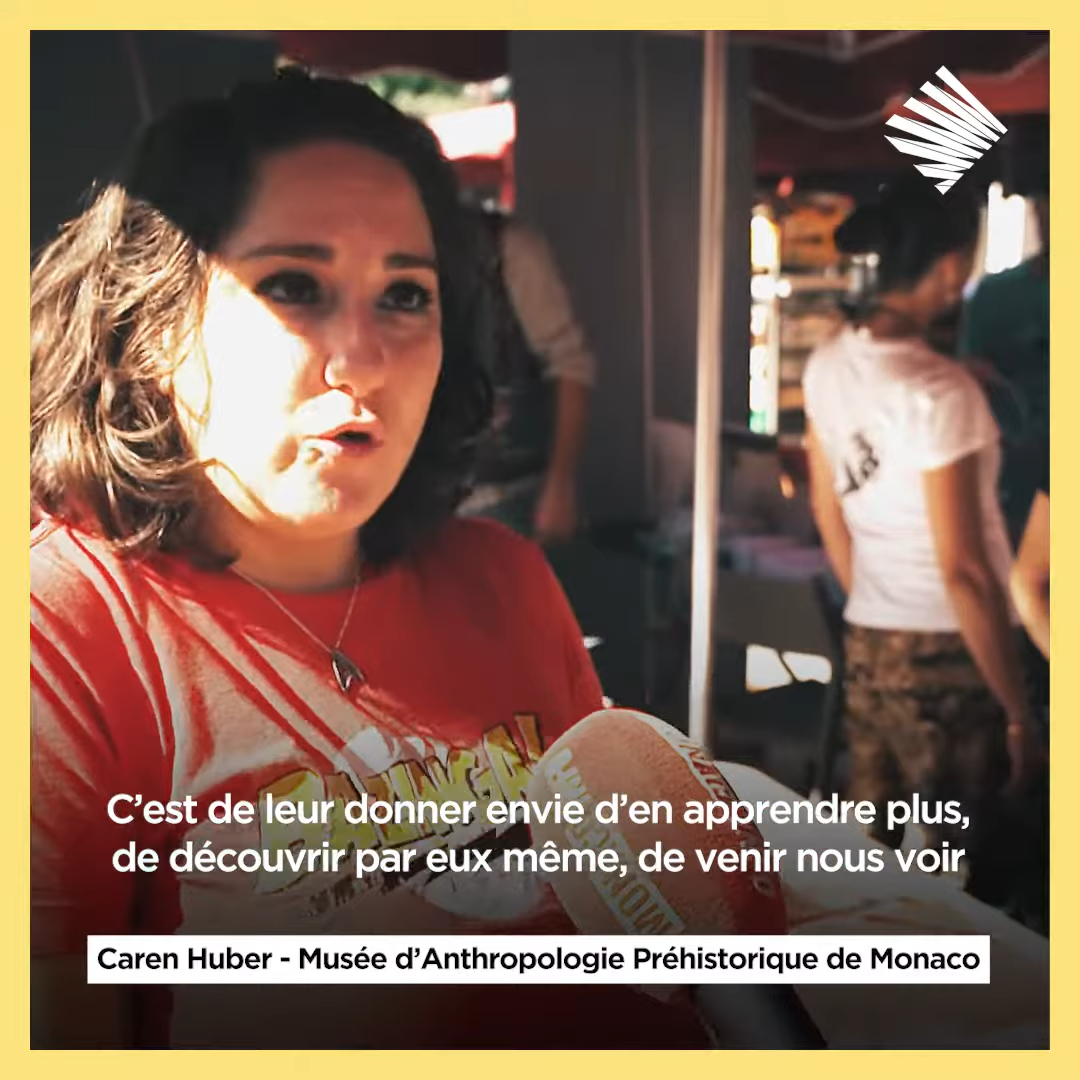 BAZINGA!
C'est de leur donner envie d'en apprendre plus,
de découvrir par eux même, de venir nous voir
Caren Huber - Musée d'Anthropologie Préhistorique de Monaco